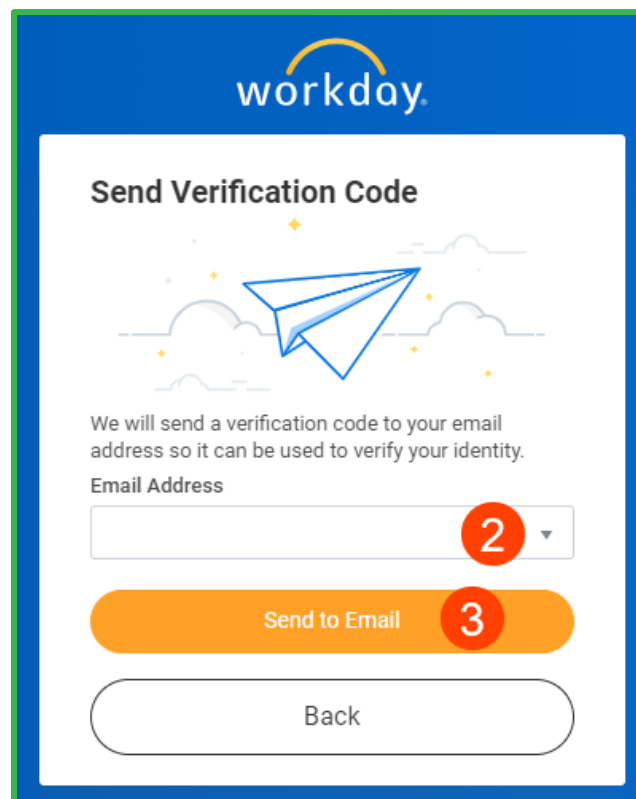 workday.
Send Verification Code
We will send a verification code to your email
address so it can be used to verify your identity.
Email Address
2
Send to Email 3
Back